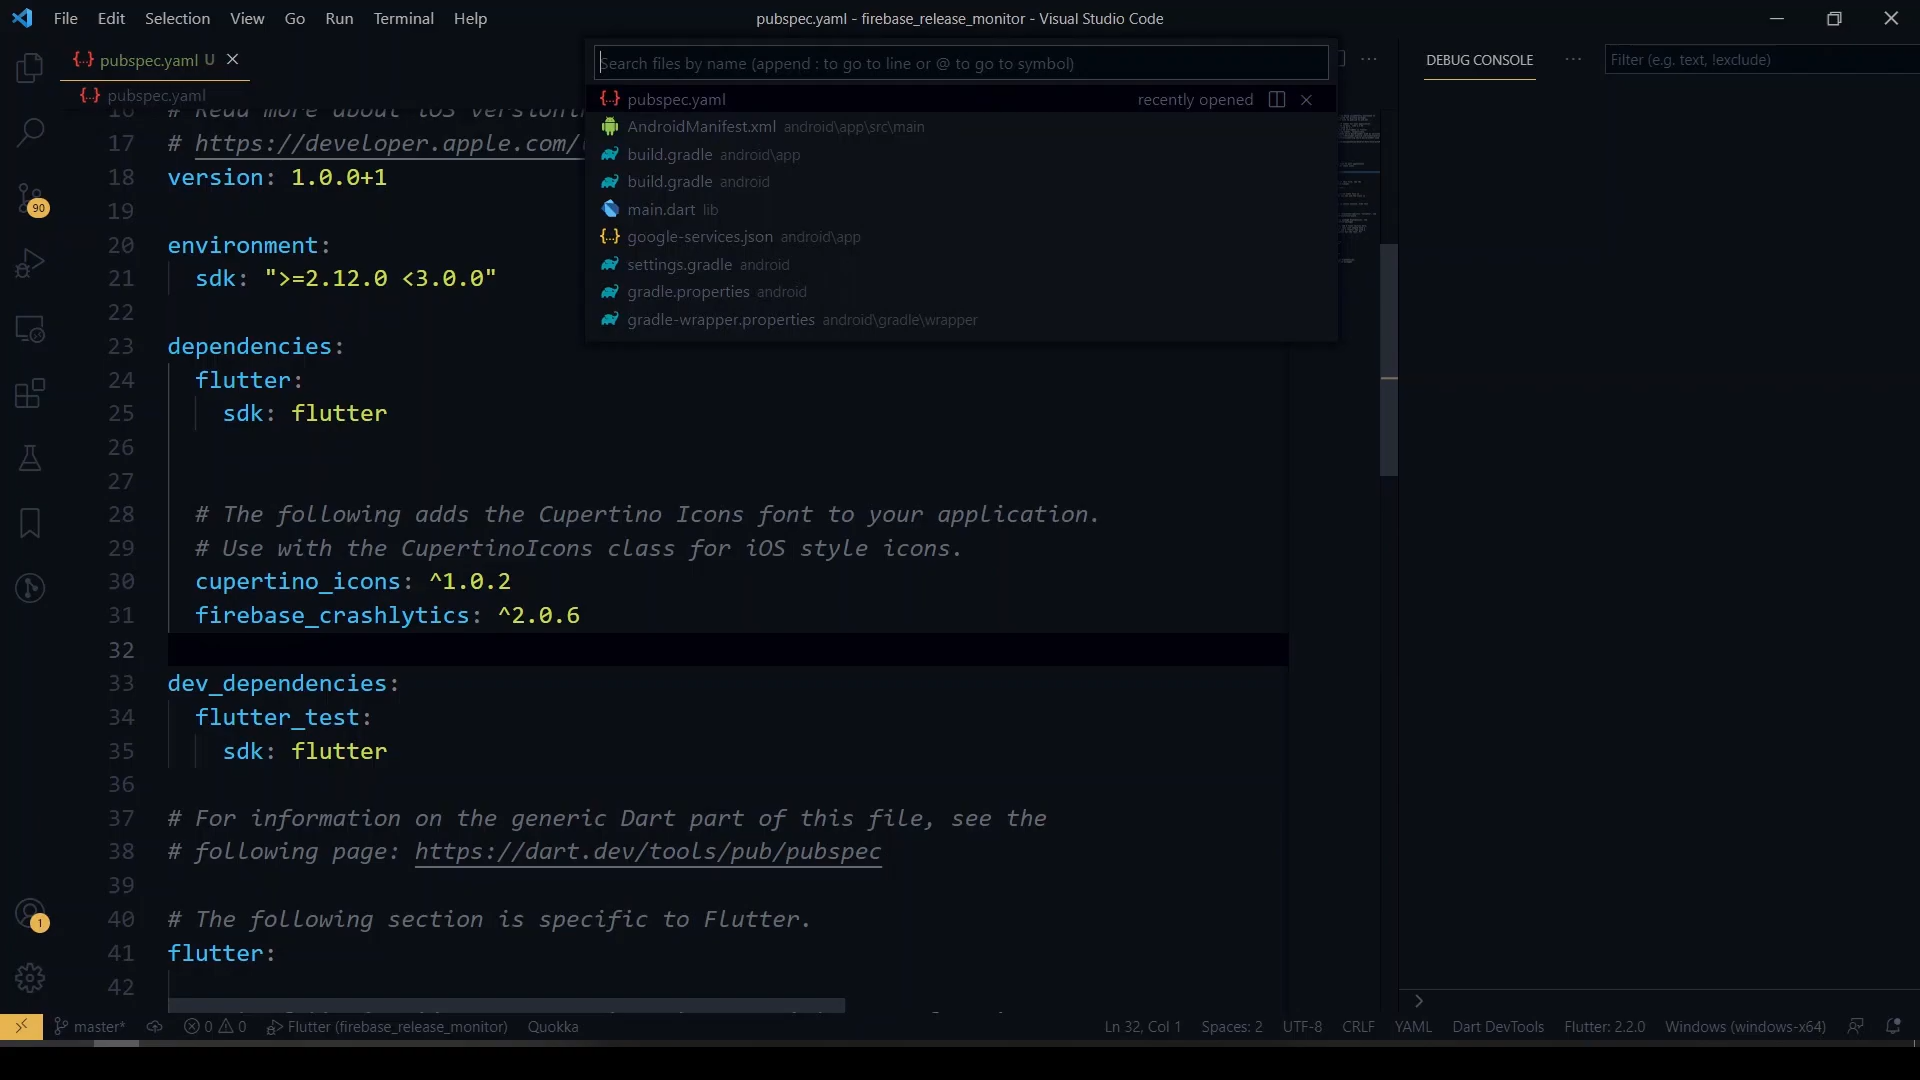 File Edit Selection View Go Run Terminal Help
pubspec.yaml - firebase_release_monitor - Visual Studio Code
pubspec.yaml U
Search files by name (append : to go to line or @ to go to symbol)
DEBUG CONSOLE
Filter (e.g. text, !exclude)
pubspec.yaml
pubspec.yaml recently opened
AndroidManifest.xml android\app\src\main
build.gradle android\app
build.gradle android
main.dart lib
google-services.json android\app
settings.gradle android
gradle.properties android
gradle-wrapper.properties android\gradle\wrapper
16 # Read more about iOS
17 # https://developer.apple.com/
18 version: 1.0.0+1
19
20 environment:
21 sdk: ">=2.12.0 <3.0.0"
22
23 dependencies:
24 flutter:
25 sdk: flutter
26
27
28 # The following adds the Cupertino Icons font to your application.
29 # Use with the CupertinoIcons class for iOS style icons.
30 cupertino_icons: ^1.0.2
31 firebase_crashlytics: ^2.0.6
32
33 dev_dependencies:
34 flutter_test:
35 sdk: flutter
36
37 # For information on the generic Dart part of this file, see the
38 # following page: https://dart.dev/tools/pub/pubspec
39
40 # The following section is specific to Flutter.
41 flutter:
42
90
1
master* 0 0 Flutter (firebase_release_monitor) Quokka
Ln 32, Col 1 Spaces: 2 UTF-8 CRLF YAML Dart DevTools Flutter: 2.2.0 Windows (windows-x64)